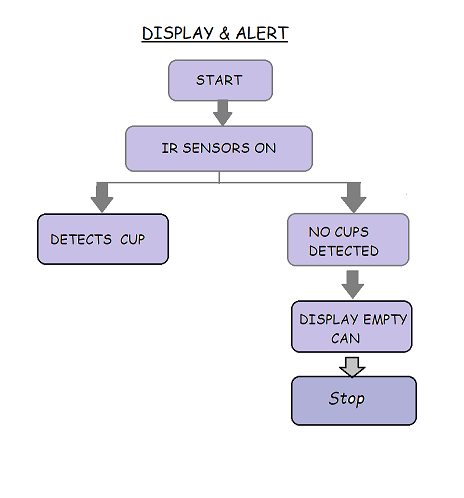 DISPLAY & ALERT
START
IR SENSORS ON
DETECTS CUP
NO CUPS
DETECTED
DISPLAY EMPTY
CAN
Stop